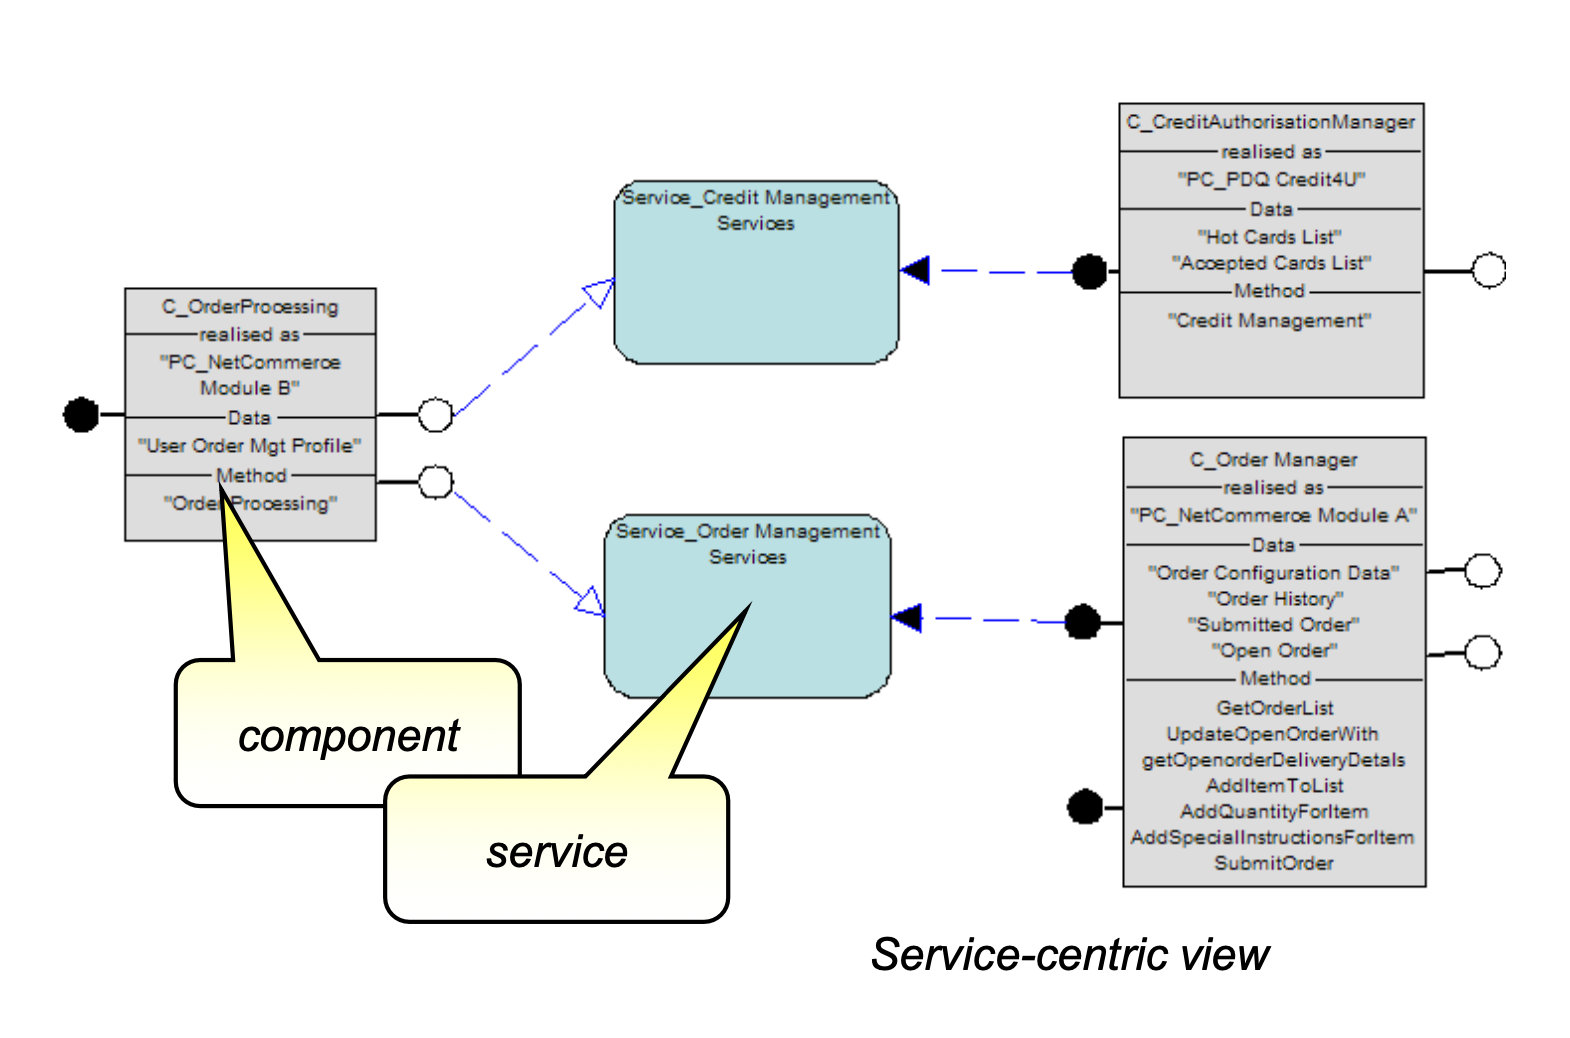 C_CreditAuthorisationManager
realised as
"PC_PDQ Credit4U"
Data
"Hot Cards List"
"Accepted Cards List"
Method
"Credit Management"
Service_Credit Management
Services
C_OrderProcessing
realised as
"PC_NetCommerce
Module B"
Data
"User Order Mgt Profile"
Method
"OrderProcessing"
Service_Order Management
Services
C_Order Manager
realised as
"PC_NetCommerce Module A"
Data
"Order Configuration Data"
"Order History"
"Submitted Order"
"Open Order"
Method
GetOrderList
UpdateOpenOrderWith
getOpenorderDeliveryDetals
AddItemToList
AddQuantityForItem
AddSpecialInstructionsForItem
SubmitOrder
component
service
Service-centric view